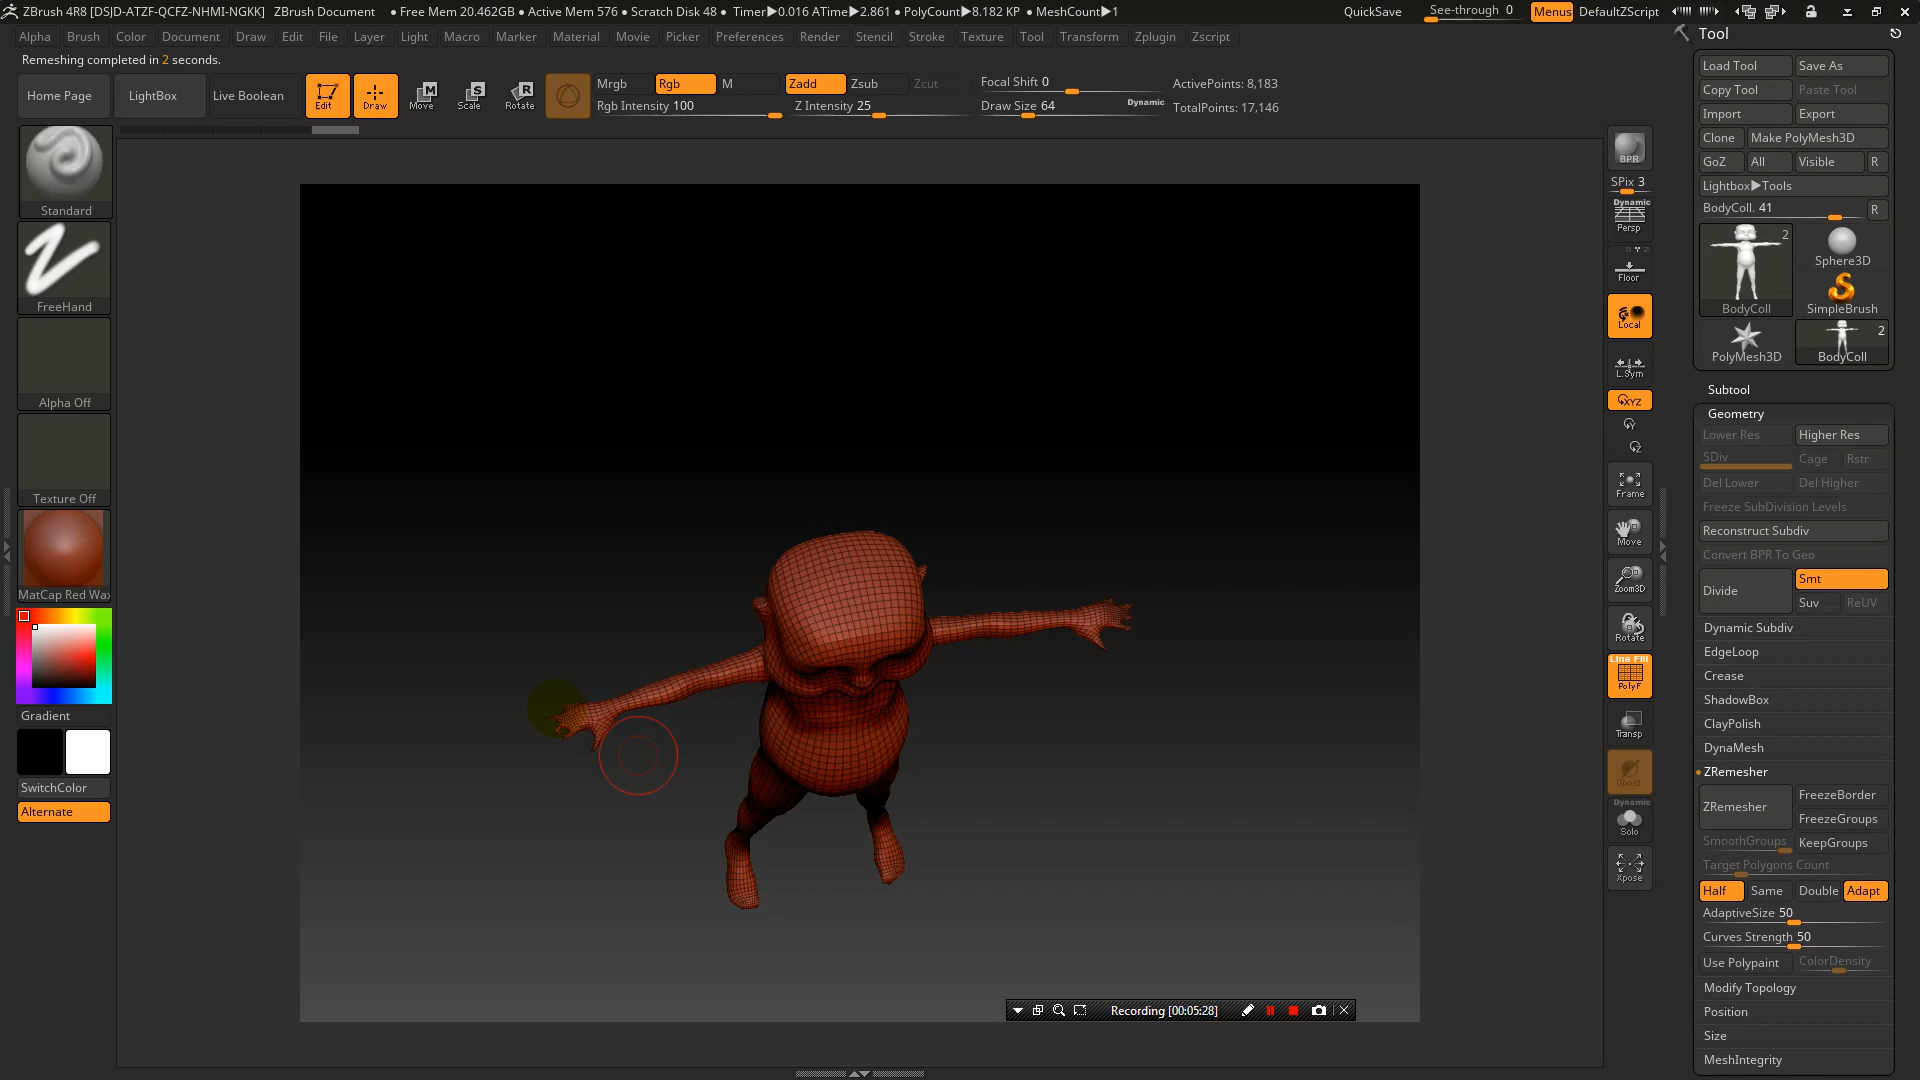 ZBrush 4R8 [DSJD-ATZF-QCFZ-NHMI-NGKK] ZBrush Document ● Free Mem 20.462GB ● Active Mem 576 ● Scratch Disk 48 ● Timer▶0.016 ATime▶2.861 ● PolyCount▶8.182 KP ● MeshCount▶1 QuickSave See-through 0 Menus DefaultZScript
Alpha Brush Color Document Draw Edit File Layer Light Macro Marker Material Movie Picker Preferences Render Stencil Stroke Texture Tool Transform Zplugin Zscript
Remeshing completed in 2 seconds.
Home Page LightBox Live Boolean Edit Draw Move Scale Rotate
Mrgb Rgb M Zadd Zsub Zcut Focal Shift 0 ActivePoints: 8,183
Rgb Intensity 100 Z Intensity 25 Draw Size 64 Dynamic TotalPoints: 17,146
Standard
FreeHand
Alpha Off
Texture Off
MatCap Red Wax
Gradient
SwitchColor
Alternate
BPR
SPix 3
Dynamic
Persp
Floor
Local
L.Sym
XYZ
Y
Z
Frame
Move
Zoom3D
Rotate
Line Fill
PolyF
Transp
Ghost
Dynamic
Solo
Xpose
Tool
Load Tool Save As
Copy Tool Paste Tool
Import Export
Clone Make PolyMesh3D
GoZ All Visible R
Lightbox▶Tools
BodyColl. 41 R
2
Sphere3D
BodyColl SimpleBrush
2
PolyMesh3D BodyColl
Subtool
Geometry
Lower Res Higher Res
SDiv Cage Rstr
Del Lower Del Higher
Freeze SubDivision Levels
Reconstruct Subdiv
Convert BPR To Geo
Divide Smt
Suv ReUV
Dynamic Subdiv
EdgeLoop
Crease
ShadowBox
ClayPolish
DynaMesh
ZRemesher
ZRemesher FreezeBorder
FreezeGroups
SmoothGroups KeepGroups
Target Polygons Count
Half Same Double Adapt
AdaptiveSize 50
Curves Strength 50
Use Polypaint ColorDensity
Modify Topology
Position
Size
MeshIntegrity
Recording [00:05:28]